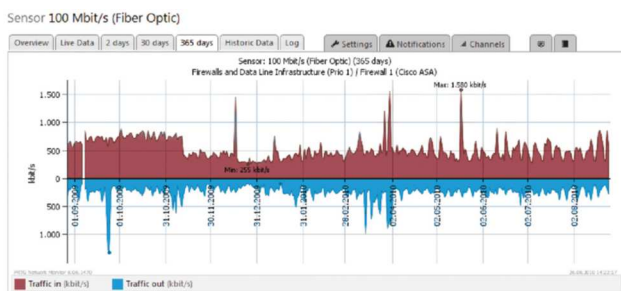 Sensor 100 Mbit/s (Fiber Optic)
Overview Live Data 2 days 30 days 365 days Historic Data Log Settings Notifications Channels
Sensor: 100 Mbit/s (Fiber Optic) (365 days)
Firewalls and Data Line Infrastructure (Prio 1) / Firewall 1 (Cisco ASA)
Max: 1.580 kbit/s
1.500
1.000
500
Min: 255 kbit/s
0
kbit/s
500
1.000
01.09.2009 01.10.2009 30.11.2009 31.12.2009 31.01.2010 28.02.2010 02.04.2010 02.05.2010 02.06.2010 02.07.2010 02.08.2010
Traffic in (kbit/s) Traffic out (kbit/s)